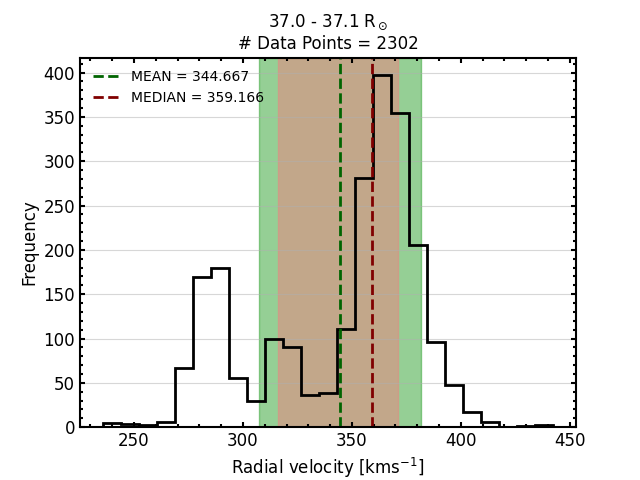 37.0 - 37.1 R⊙
# Data Points = 2302
MEAN = 344.667
MEDIAN = 359.166
Frequency
400
350
300
250
200
150
100
50
0
250 300 350 400 450
Radial velocity [kms⁻¹]